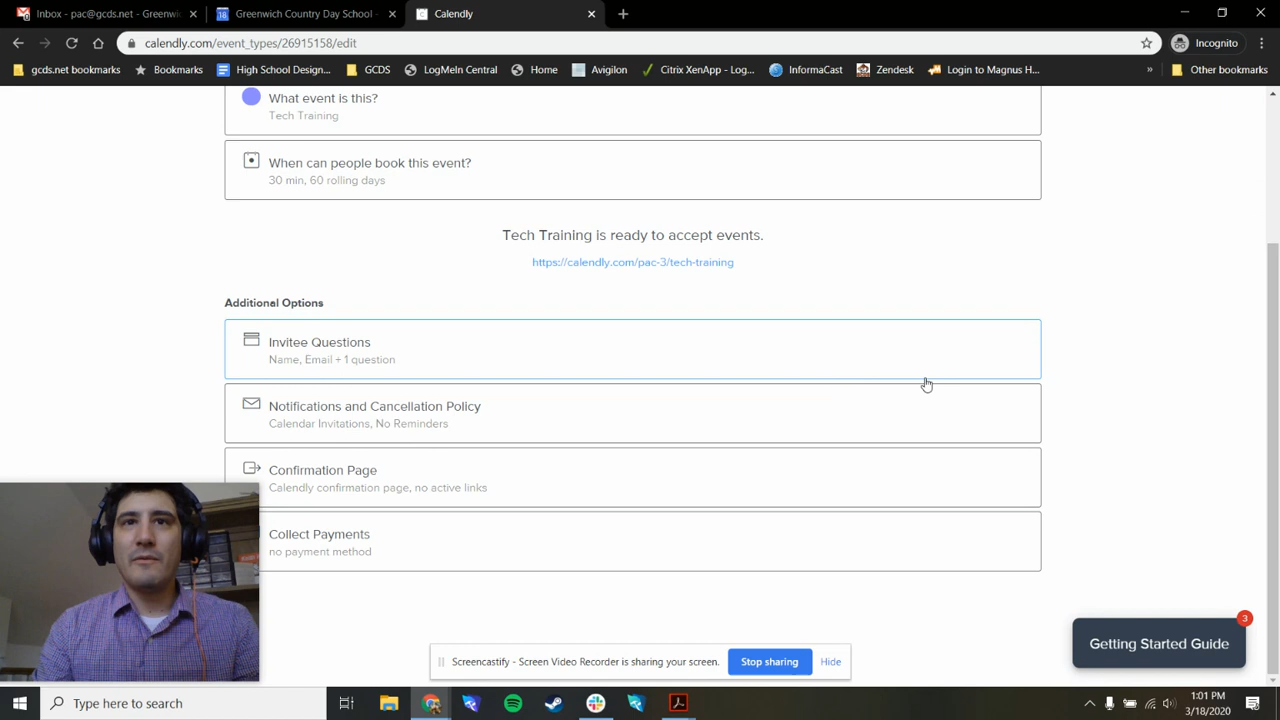 Inbox - pac@gcds.net - Greenwi
Greenwich Country Day School -
Calendly
calendly.com/event_types/26915158/edit
Incognito
gcds.net bookmarks
Bookmarks
High School Design...
GCDS
LogMeIn Central
Home
Avigilon
Citrix XenApp - Log...
InformaCast
Zendesk
Login to Magnus H...
»
Other bookmarks
What event is this?
Tech Training
When can people book this event?
30 min, 60 rolling days
Tech Training is ready to accept events.
https://calendly.com/pac-3/tech-training
Additional Options
Invitee Questions
Name, Email + 1 question
Notifications and Cancellation Policy
Calendar Invitations, No Reminders
Confirmation Page
Calendly confirmation page, no active links
Collect Payments
no payment method
3
Getting Started Guide
Screencastify - Screen Video Recorder is sharing your screen.
Stop sharing
Hide
Type here to search
1:01 PM
3/18/2020